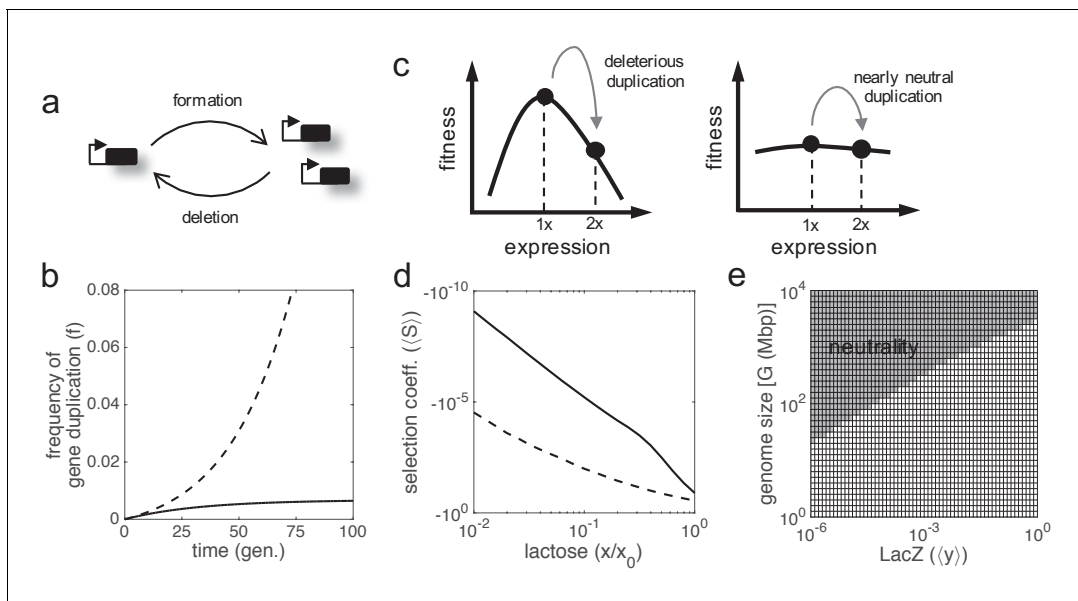 a
formation
deletion
b
frequency of
gene duplication (f)
0.08
0.06
0.04
0.02
0
0
25
50
75
100
time (gen.)
c
deleterious
duplication
fitness
1x
2x
expression
nearly neutral
duplication
fitness
1x
2x
expression
d
selection coeff. (⟨S⟩)
-10^-10
-10^-5
-10^0
10^-2
10^-1
10^0
lactose (x/x_0)
e
genome size [G (Mbp)]
10^4
10^2
10^0
neutrality
10^-6
10^-3
10^0
LacZ (⟨y⟩)